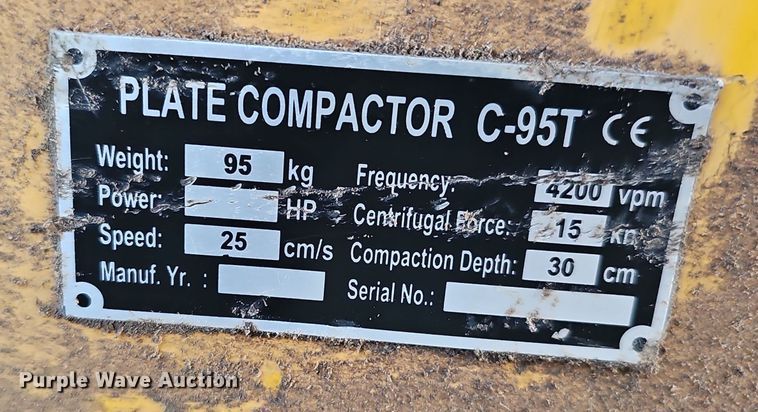 PLATE COMPACTOR C-95T CE
Weight: 95 kg
Power: HP
Speed: 25 cm/s
Manuf. Yr. :
Frequency: 4200 vpm
Centrifugal Force: 15 kn
Compaction Depth: 30 cm
Serial No.:
Purple Wave Auction